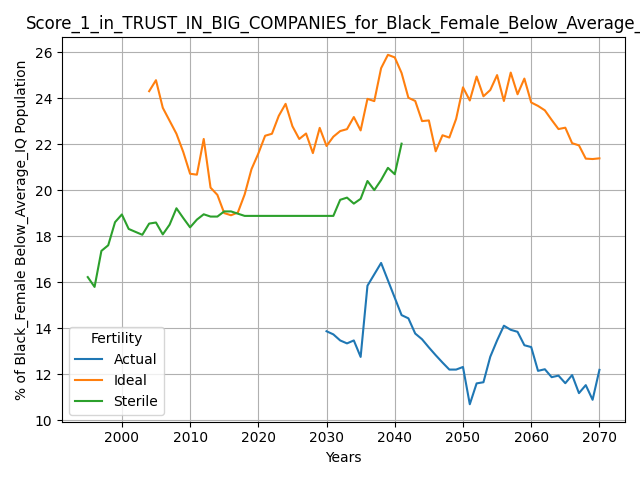 Score_1_in_TRUST_IN_BIG_COMPANIES_for_Black_Female_Below_Average_
% of Black_Female Below_Average_IQ Population
26
24
22
20
18
16
14
12
10
Fertility
Actual
Ideal
Sterile
2000 2010 2020 2030 2040 2050 2060 2070
Years